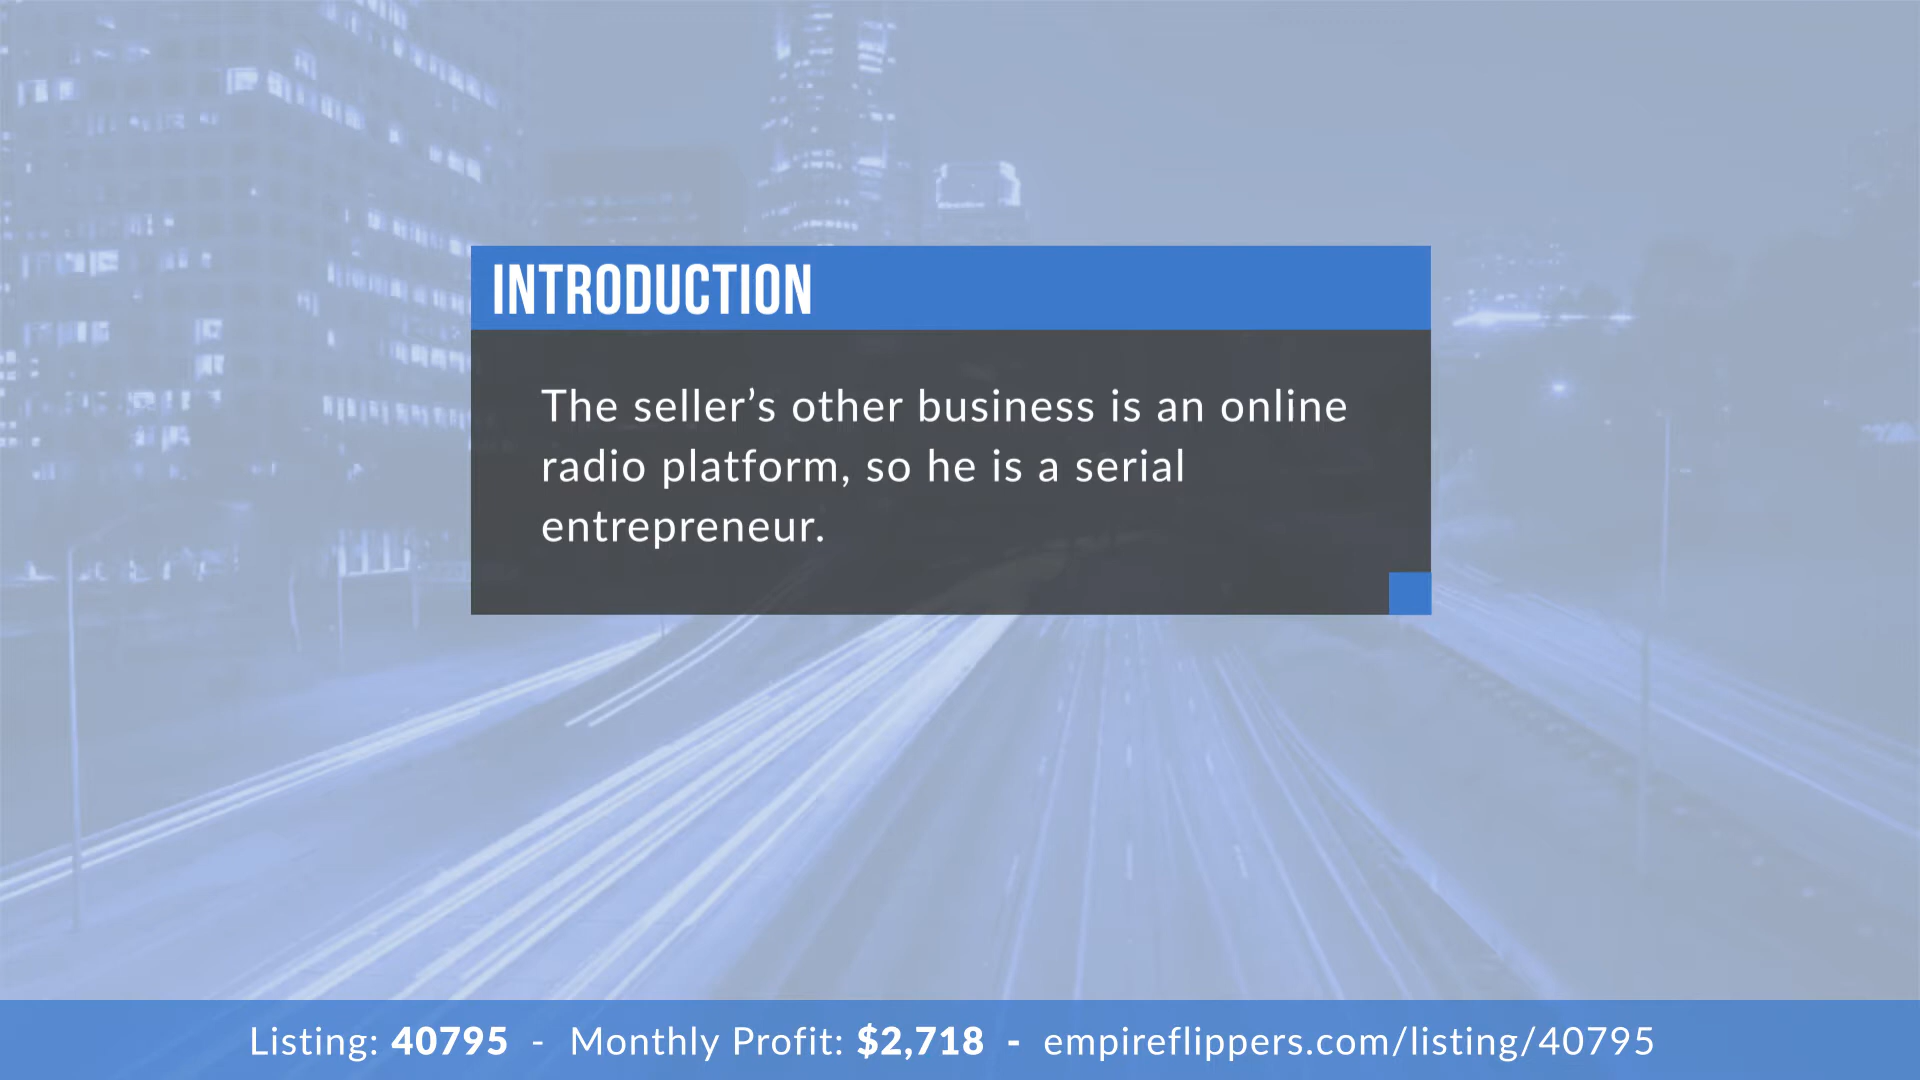 INTRODUCTION
The seller’s other business is an online
radio platform, so he is a serial
entrepreneur.
Listing: 40795 - Monthly Profit: $2,718 - empireflippers.com/listing/40795